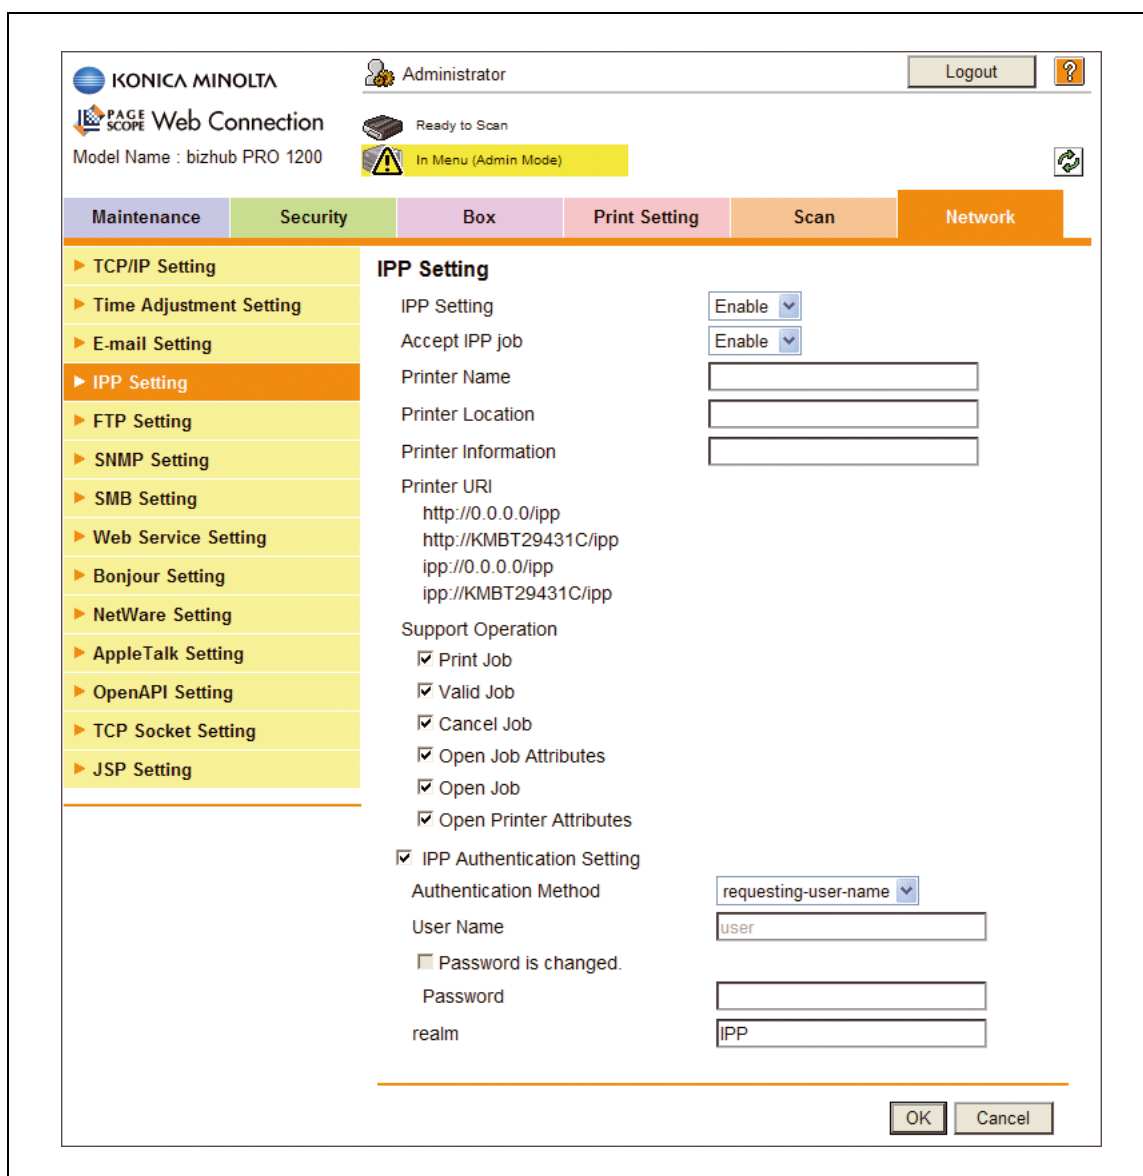 KONICA MINOLTA
Administrator
Logout
?
PAGE SCOPE Web Connection
Ready to Scan
Model Name : bizhub PRO 1200
In Menu (Admin Mode)
Maintenance Security Box Print Setting Scan Network
TCP/IP Setting
Time Adjustment Setting
E-mail Setting
IPP Setting
FTP Setting
SNMP Setting
SMB Setting
Web Service Setting
Bonjour Setting
NetWare Setting
AppleTalk Setting
OpenAPI Setting
TCP Socket Setting
JSP Setting
IPP Setting
IPP Setting Enable
Accept IPP job Enable
Printer Name
Printer Location
Printer Information
Printer URI
http://0.0.0.0/ipp
http://KMBT29431C/ipp
ipp://0.0.0.0/ipp
ipp://KMBT29431C/ipp
Support Operation
Print Job
Valid Job
Cancel Job
Open Job Attributes
Open Job
Open Printer Attributes
IPP Authentication Setting
Authentication Method requesting-user-name
User Name user
Password is changed.
Password
realm IPP
OK Cancel